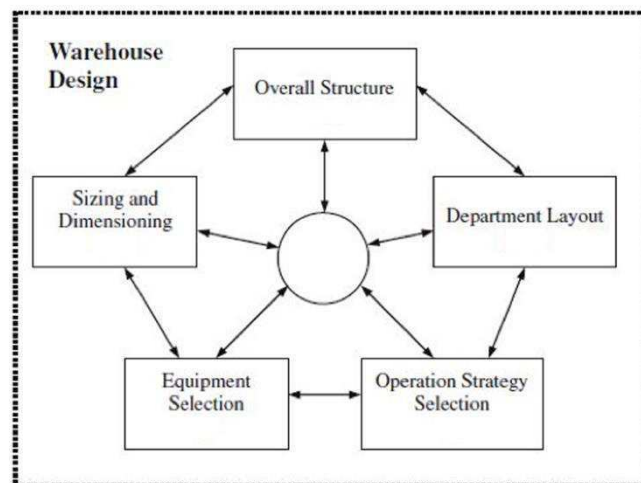 Warehouse
Design
Overall Structure
Sizing and
Dimensioning
Department Layout
Equipment
Selection
Operation Strategy
Selection